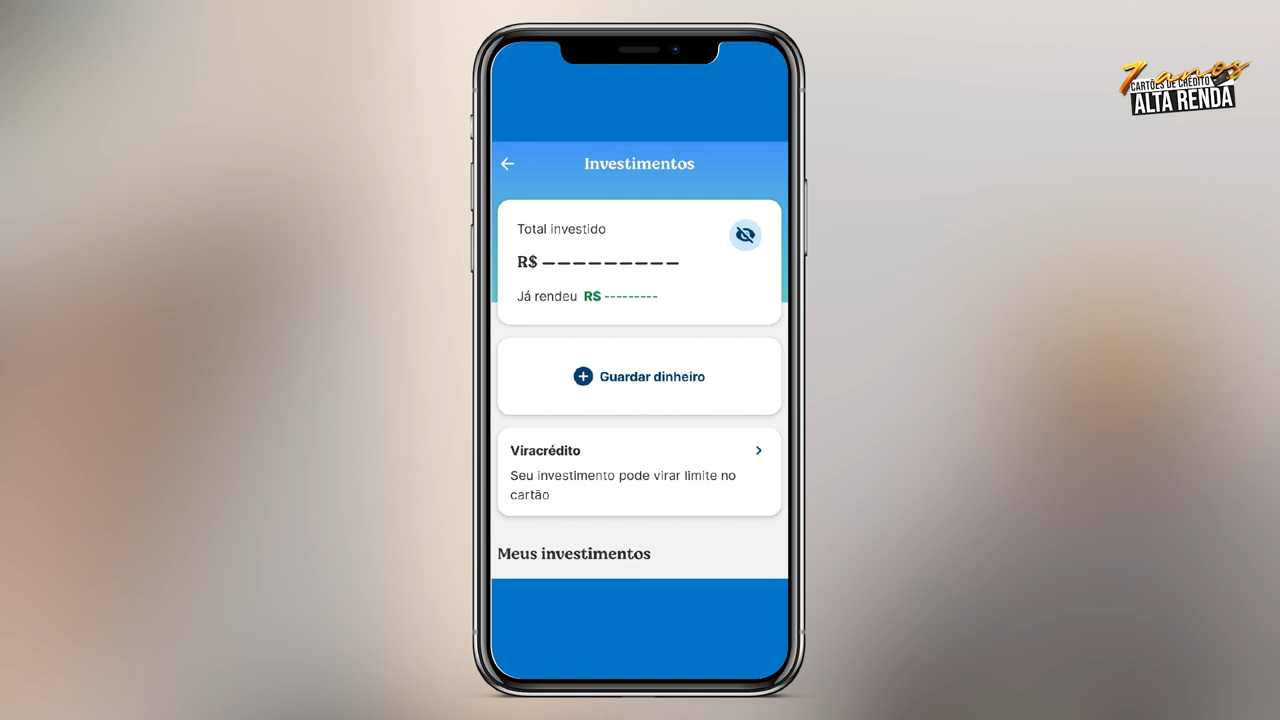 7 anos
CARTÕES DE CRÉDITO
ALTA RENDA
Investimentos
Total investido
R$ _________
Já rendeu R$ ---------
Guardar dinheiro
Viracrédito
Seu investimento pode virar limite no
cartão
Meus investimentos